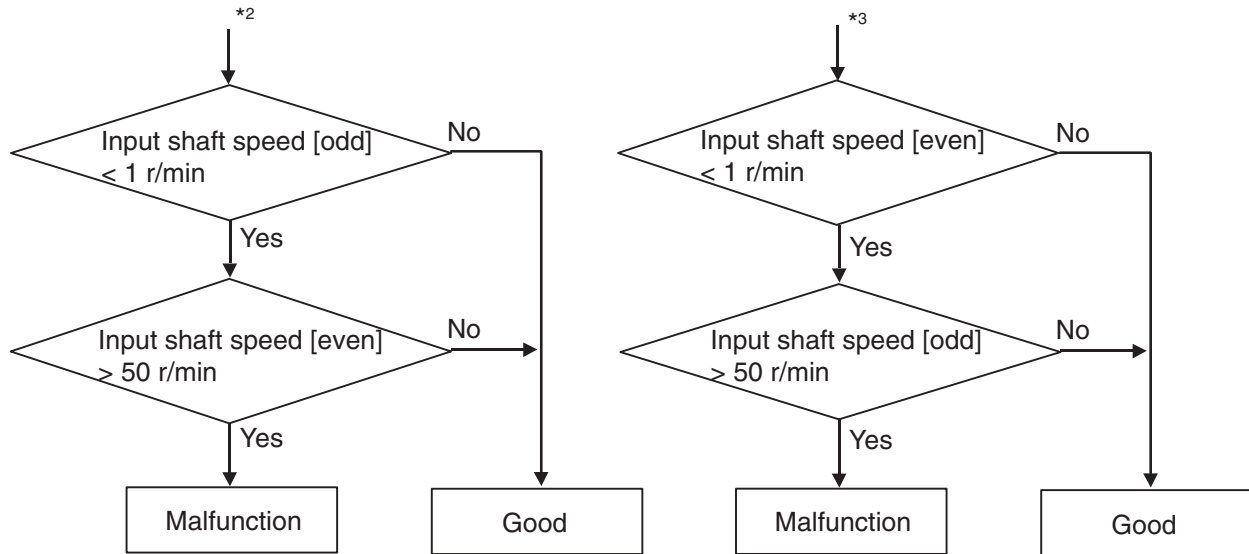 *2
Input shaft speed [odd]
< 1 r/min
No
Yes
Input shaft speed [even]
> 50 r/min
No
Yes
Malfunction
Good
*3
Input shaft speed [even]
< 1 r/min
No
Yes
Input shaft speed [odd]
> 50 r/min
No
Yes
Malfunction
Good